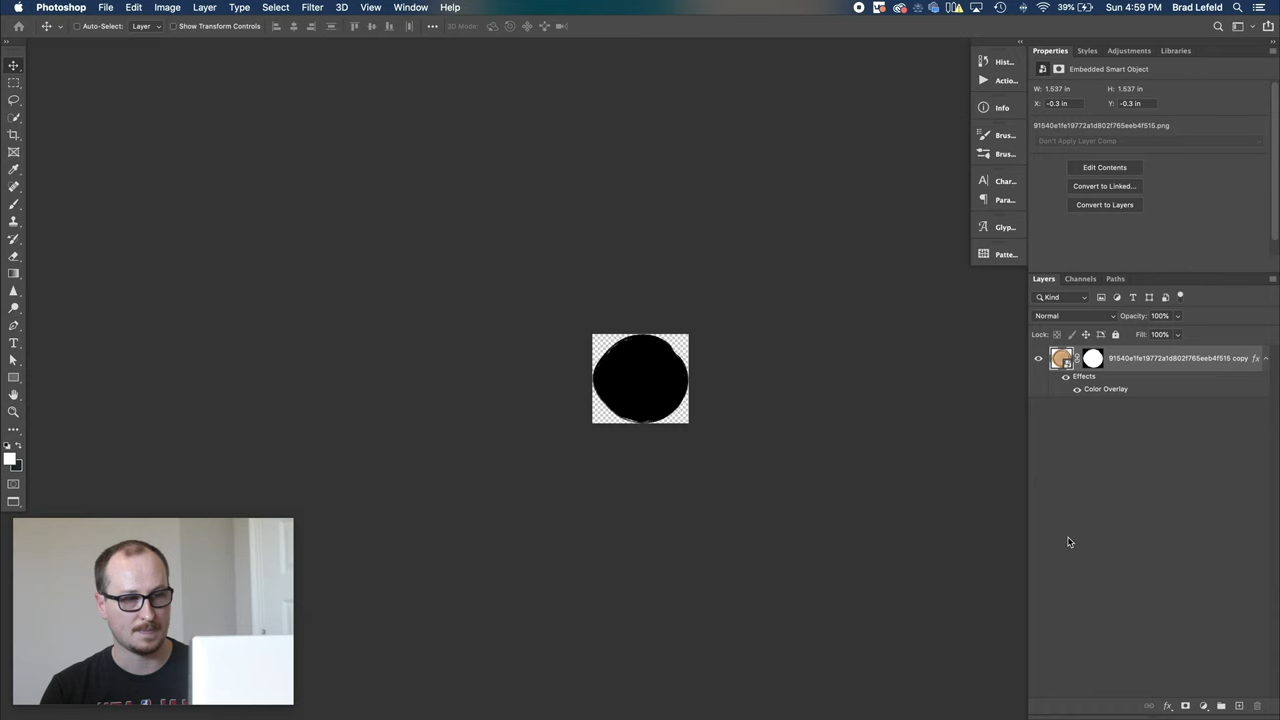 Photoshop File Edit Image Layer Type Select Filter 3D View Window Help 39% Sun 4:59 PM Brad Lefeld
Auto-Select: Layer Show Transform Controls 3D Mode:
Properties Styles Adjustments Libraries
Hist...
Embedded Smart Object
Actio...
W: 1.537 in H: 1.537 in
X: -0.3 in Y: -0.3 in
Info
91540e1fe19772a1d802f765eeb4f515.png
Brus...
Don't Apply Layer Comp
Brus...
Edit Contents
Char...
Convert to Linked...
Para...
Convert to Layers
Glyp...
Patte...
Layers Channels Paths
Kind
Normal Opacity: 100%
Lock: Fill: 100%
91540e1fe19772a1d802f765eeb4f515 copy fx
Effects
Color Overlay
fx